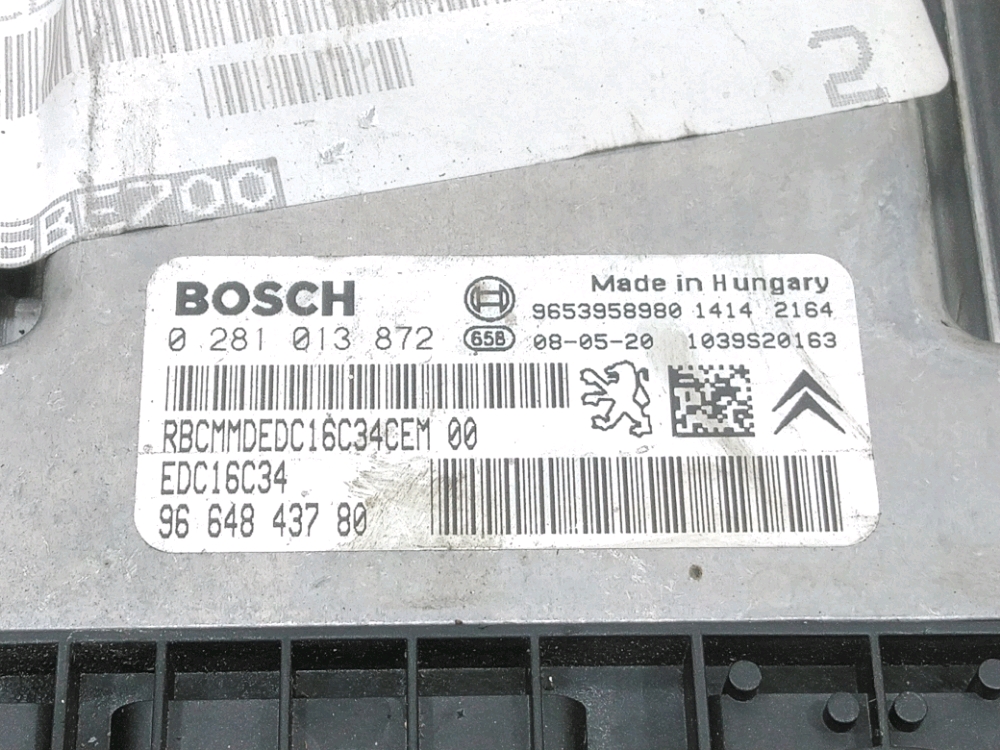 2
BE700
BOSCH
Made in Hungary
9653958980 1414 2164
0 281 013 872
65B
08-05-20 1039S20163
RBCMMDEDC16C34CEM 00
EDC16C34
96 648 437 80